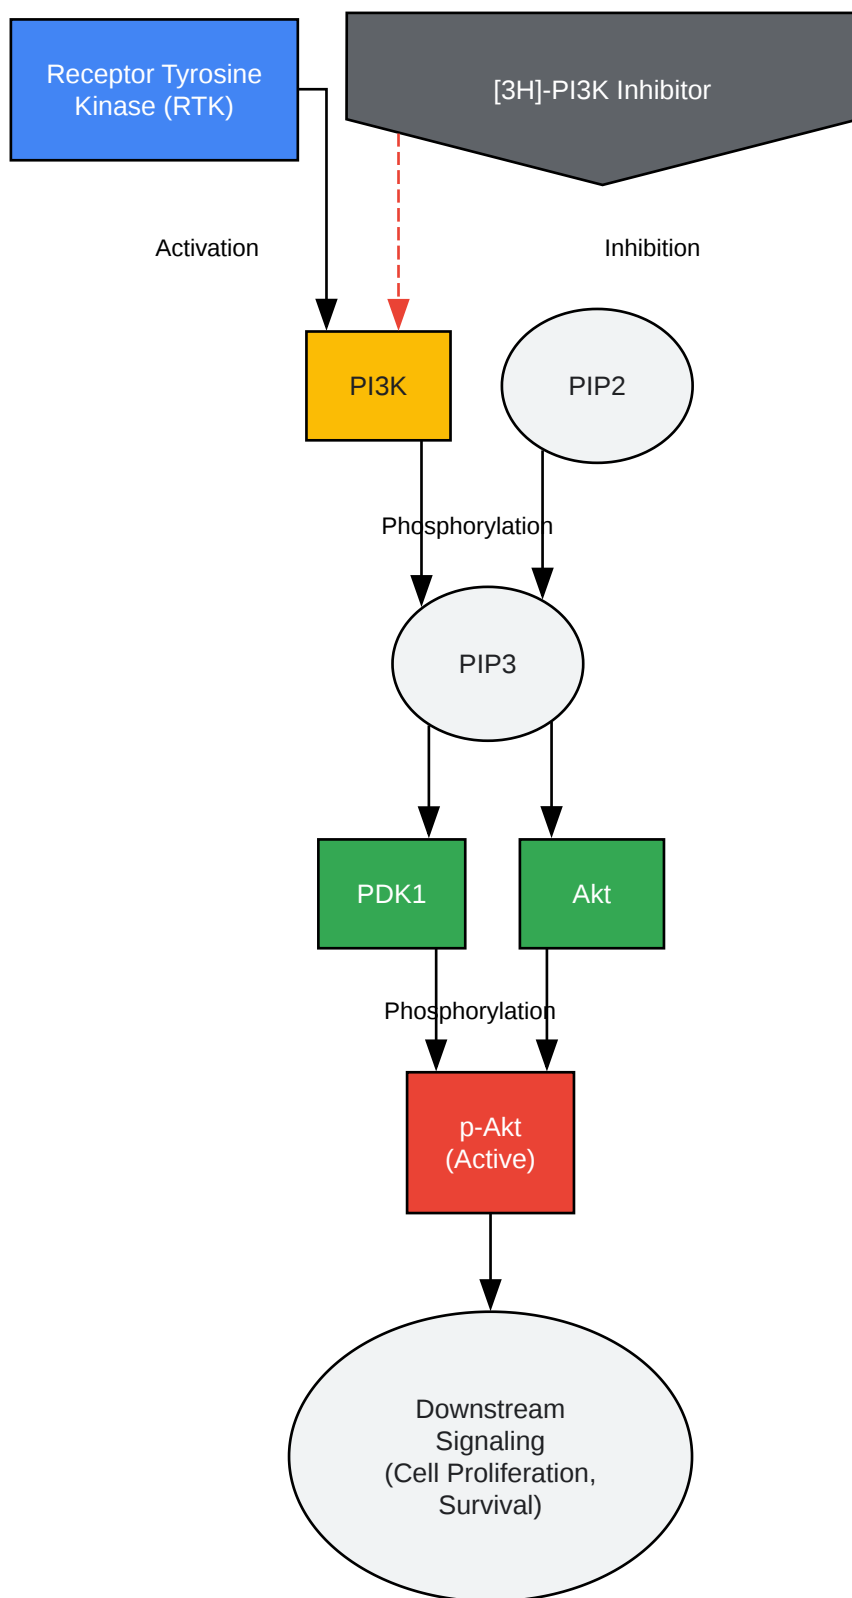 Receptor Tyrosine
Kinase (RTK)
[3H]-PI3K Inhibitor
Activation
Inhibition
PI3K
PIP2
Phosphorylation
PIP3
PDK1
Akt
Phosphorylation
p-Akt
(Active)
Downstream
Signaling
(Cell Proliferation,
Survival)